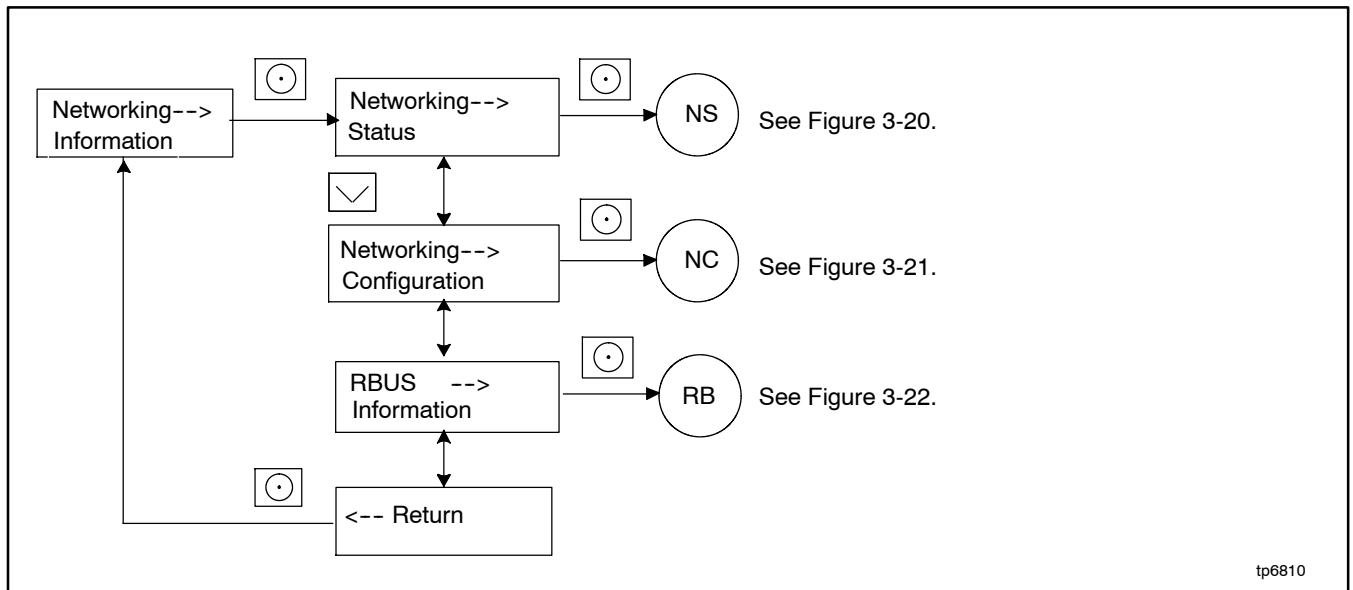 Networking-->
Information
Networking-->
Status
NS
See Figure 3-20.
Networking-->
Configuration
NC
See Figure 3-21.
RBUS -->
Information
RB
See Figure 3-22.
<-- Return
tp6810